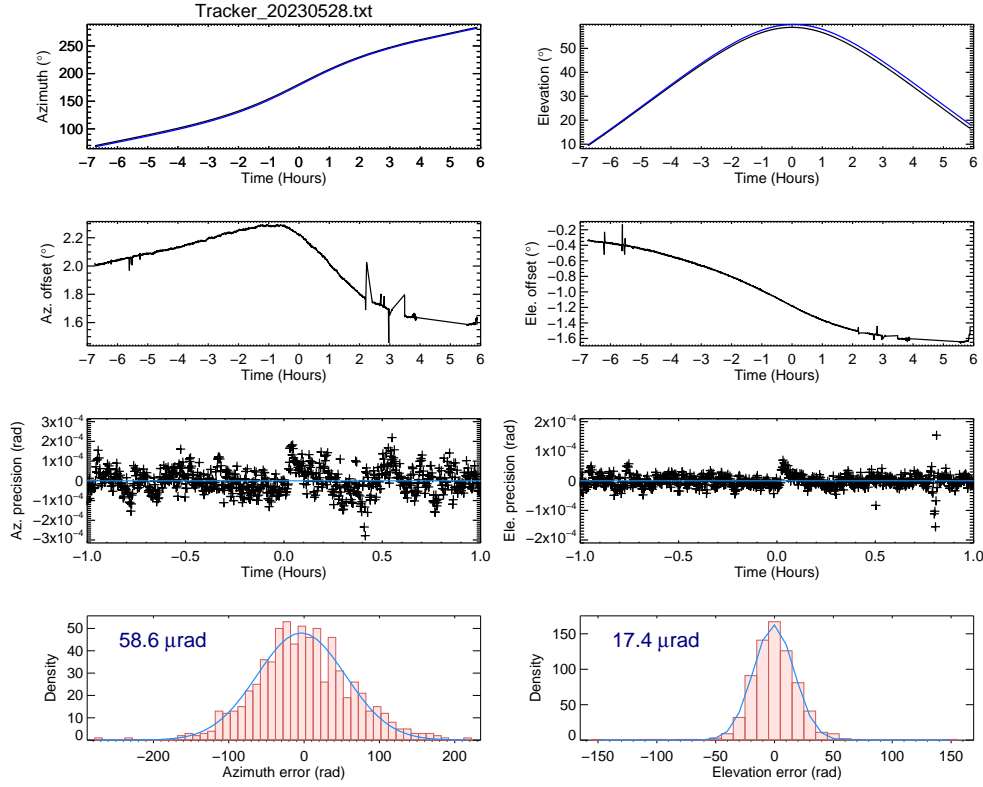 Tracker_20230528.txt
Azimuth (°)
250
200
150
100
−7 −6 −5 −4 −3 −2 −1 0 1 2 3 4 5 6
Time (Hours)
Elevation (°)
50
40
30
20
10
−7 −6 −5 −4 −3 −2 −1 0 1 2 3 4 5 6
Time (Hours)
Az. offset (°)
2.2
2.0
1.8
1.6
−7 −6 −5 −4 −3 −2 −1 0 1 2 3 4 5 6
Time (Hours)
Ele. offset (°)
−0.2
−0.4
−0.6
−0.8
−1.0
−1.2
−1.4
−1.6
−7 −6 −5 −4 −3 −2 −1 0 1 2 3 4 5 6
Time (Hours)
Az. precision (rad)
3x10⁻⁴
2x10⁻⁴
1x10⁻⁴
0
−1x10⁻⁴
−2x10⁻⁴
−3x10⁻⁴
−1.0 −0.5 0.0 0.5 1.0
Time (Hours)
Ele. precision (rad)
2x10⁻⁴
1x10⁻⁴
0
−1x10⁻⁴
−2x10⁻⁴
−1.0 −0.5 0.0 0.5 1.0
Time (Hours)
58.6 μrad
Density
50
40
30
20
10
0
−200 −100 0 100 200
Azimuth error (rad)
17.4 μrad
Density
150
100
50
0
−150 −100 −50 0 50 100 150
Elevation error (rad)